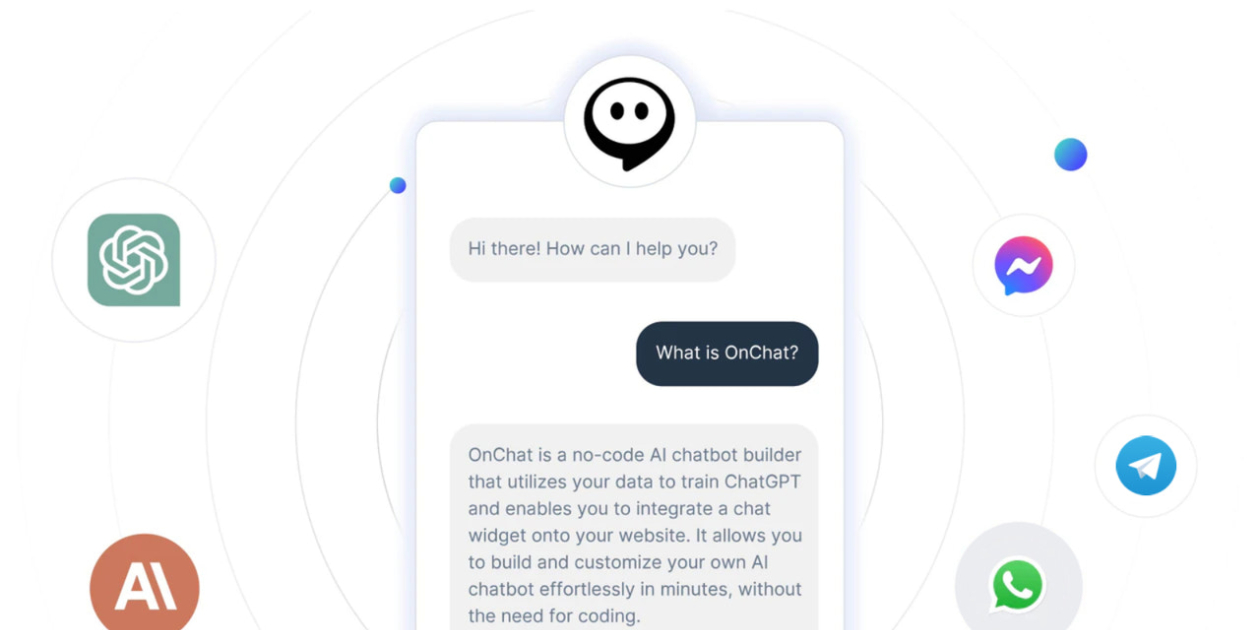 Hi there! How can I help you?
What is OnChat?
OnChat is a no-code AI chatbot builder
that utilizes your data to train ChatGPT
and enables you to integrate a chat
widget onto your website. It allows you
to build and customize your own AI
chatbot effortlessly in minutes, without
the need for coding.
A\